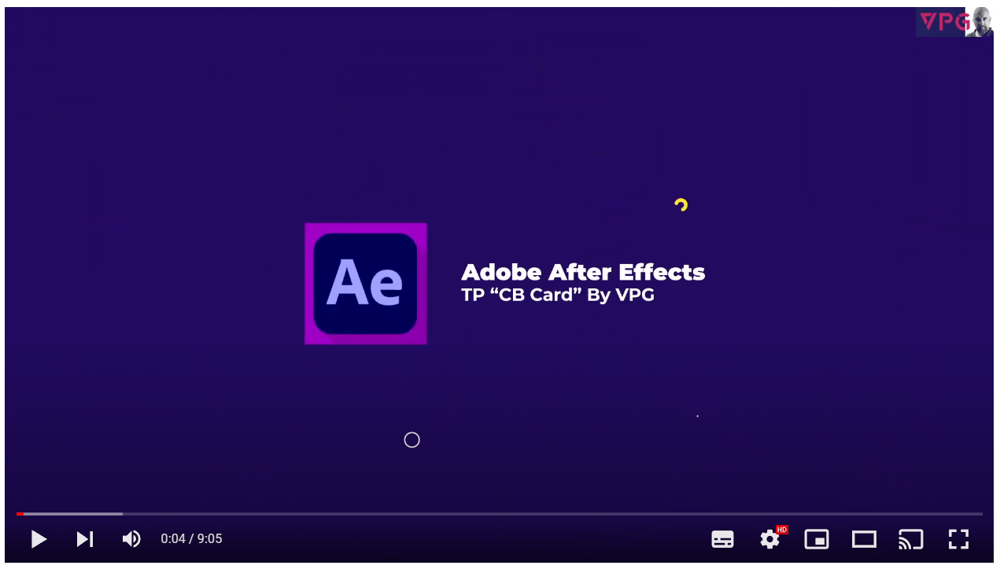 VPG
Ae
Adobe After Effects
TP “CB Card” By VPG
0:04 / 9:05
HD